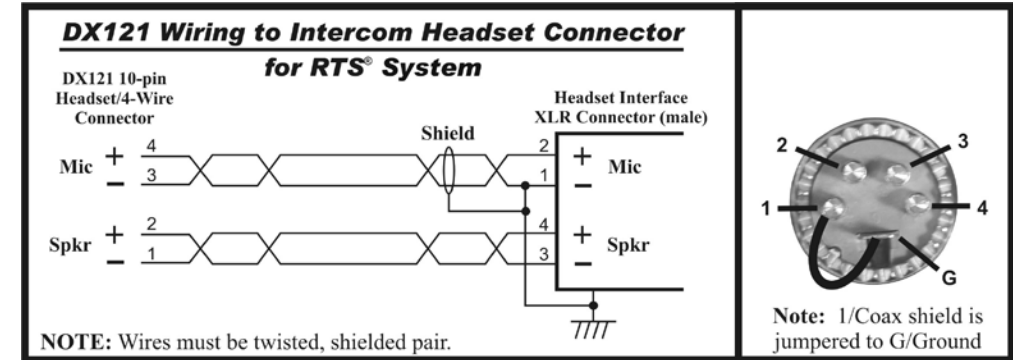 DX121 Wiring to Intercom Headset Connector
for RTS® System
DX121 10-pin
Headset/4-Wire
Connector
Headset Interface
XLR Connector (male)
Shield
Mic + 4 2 + Mic
− 3 1 −
Spkr + 2 4 + Spkr
− 1 3 −
NOTE: Wires must be twisted, shielded pair.
2 3
1 4
G
Note: 1/Coax shield is
jumpered to G/Ground